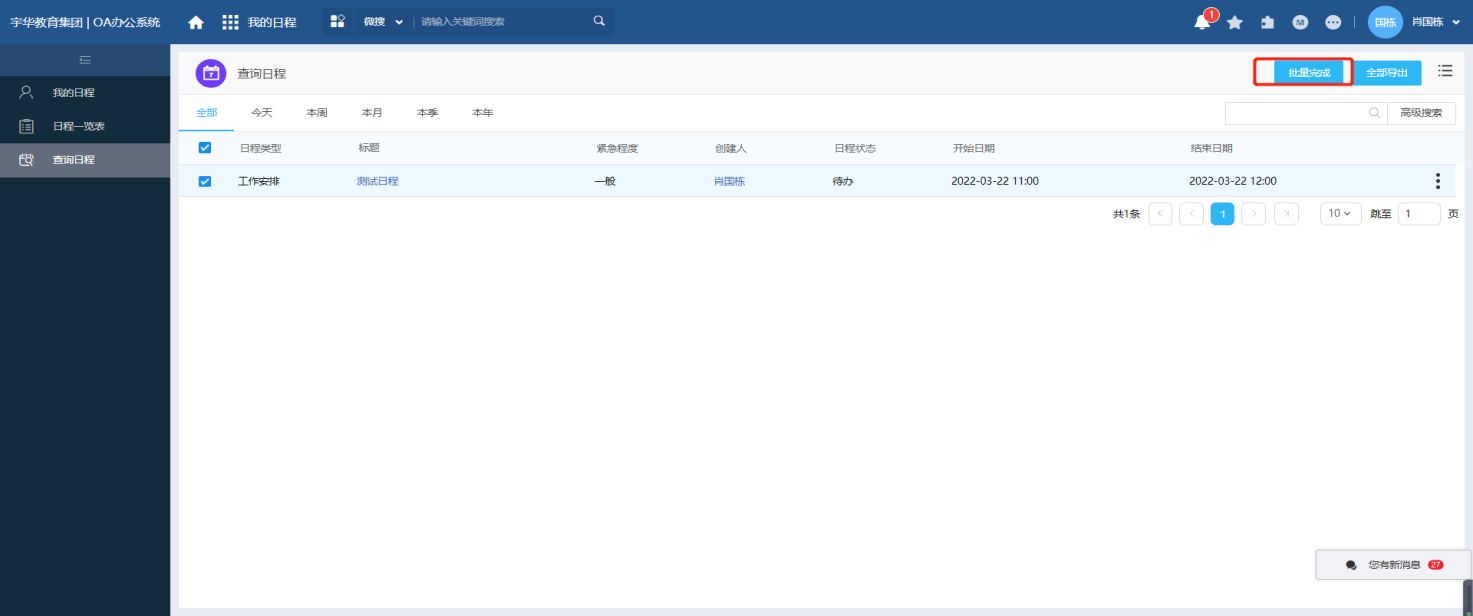 宇华教育集团 | OA办公系统 我的日程 微搜 请输入关键词搜索 1 M 国栋 肖国栋
我的日程
日程一览表
查询日程
7 查询日程 批量完成 全部导出
全部 今天 本周 本月 本季 本年 高级搜索
日程类型 标题 紧急程度 创建人 日程状态 开始日期 结束日期
工作安排 测试日程 一般 肖国栋 待办 2022-03-22 11:00 2022-03-22 12:00
共1条 1 10 跳至 1 页
您有新消息 27